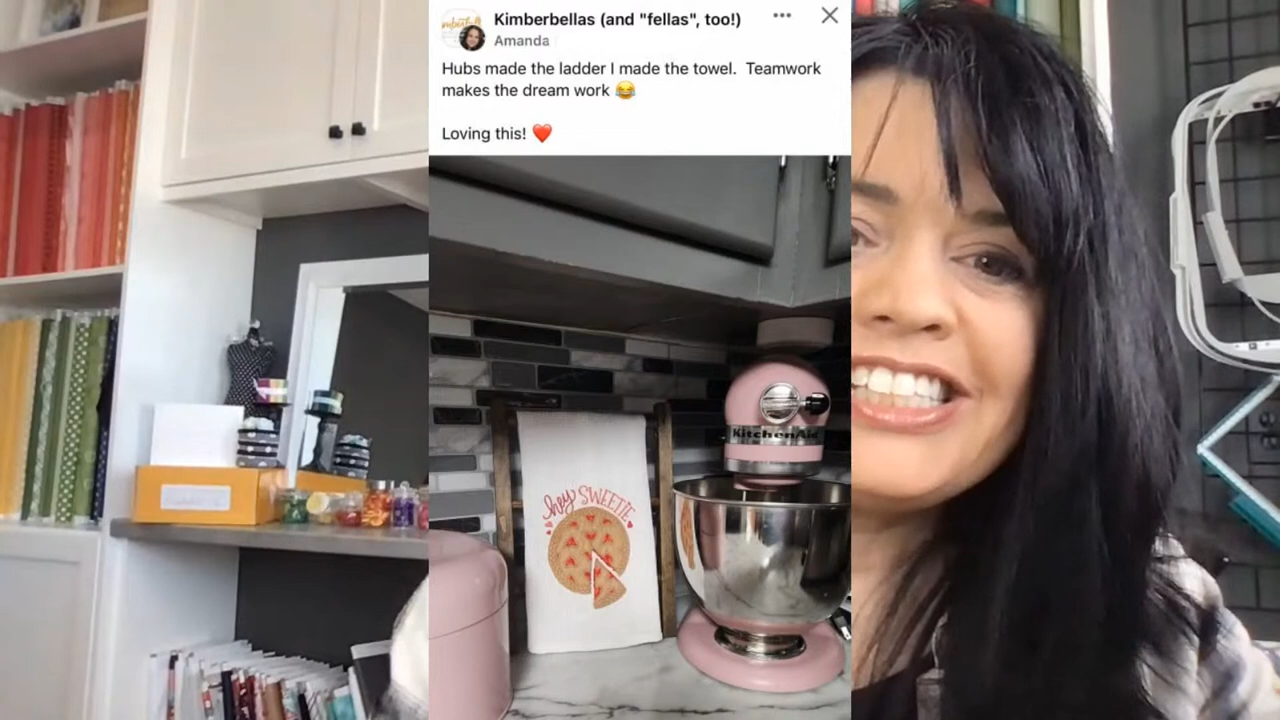 Kimberbellas (and "fellas", too!)
Amanda
Hubs made the ladder I made the towel. Teamwork
makes the dream work 😂
Loving this! ❤️
KitchenAid
hey SWEETIE